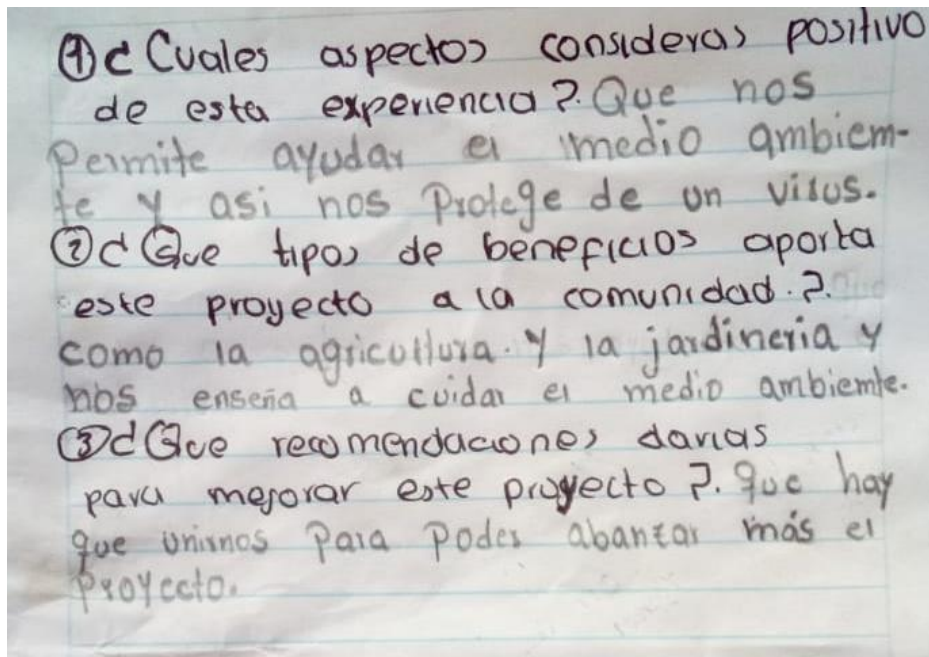 ①¿Cuales aspectos consideras positivo
de esta experiencia?. Que nos
Permite ayudar el medio ambiem-
te y asi nos Protege de un virus.
②¿Que tipos de beneficios aporta
este proyecto a la comunidad.?.
como la agricultura. y la jardineria y
nos enseña a cuidar el medio ambiemte.
③¿Que recomendaciones darias
para mejorar este proyecto?. Que hay
que unirnos Para Poder abanzar más el
Proyecto.